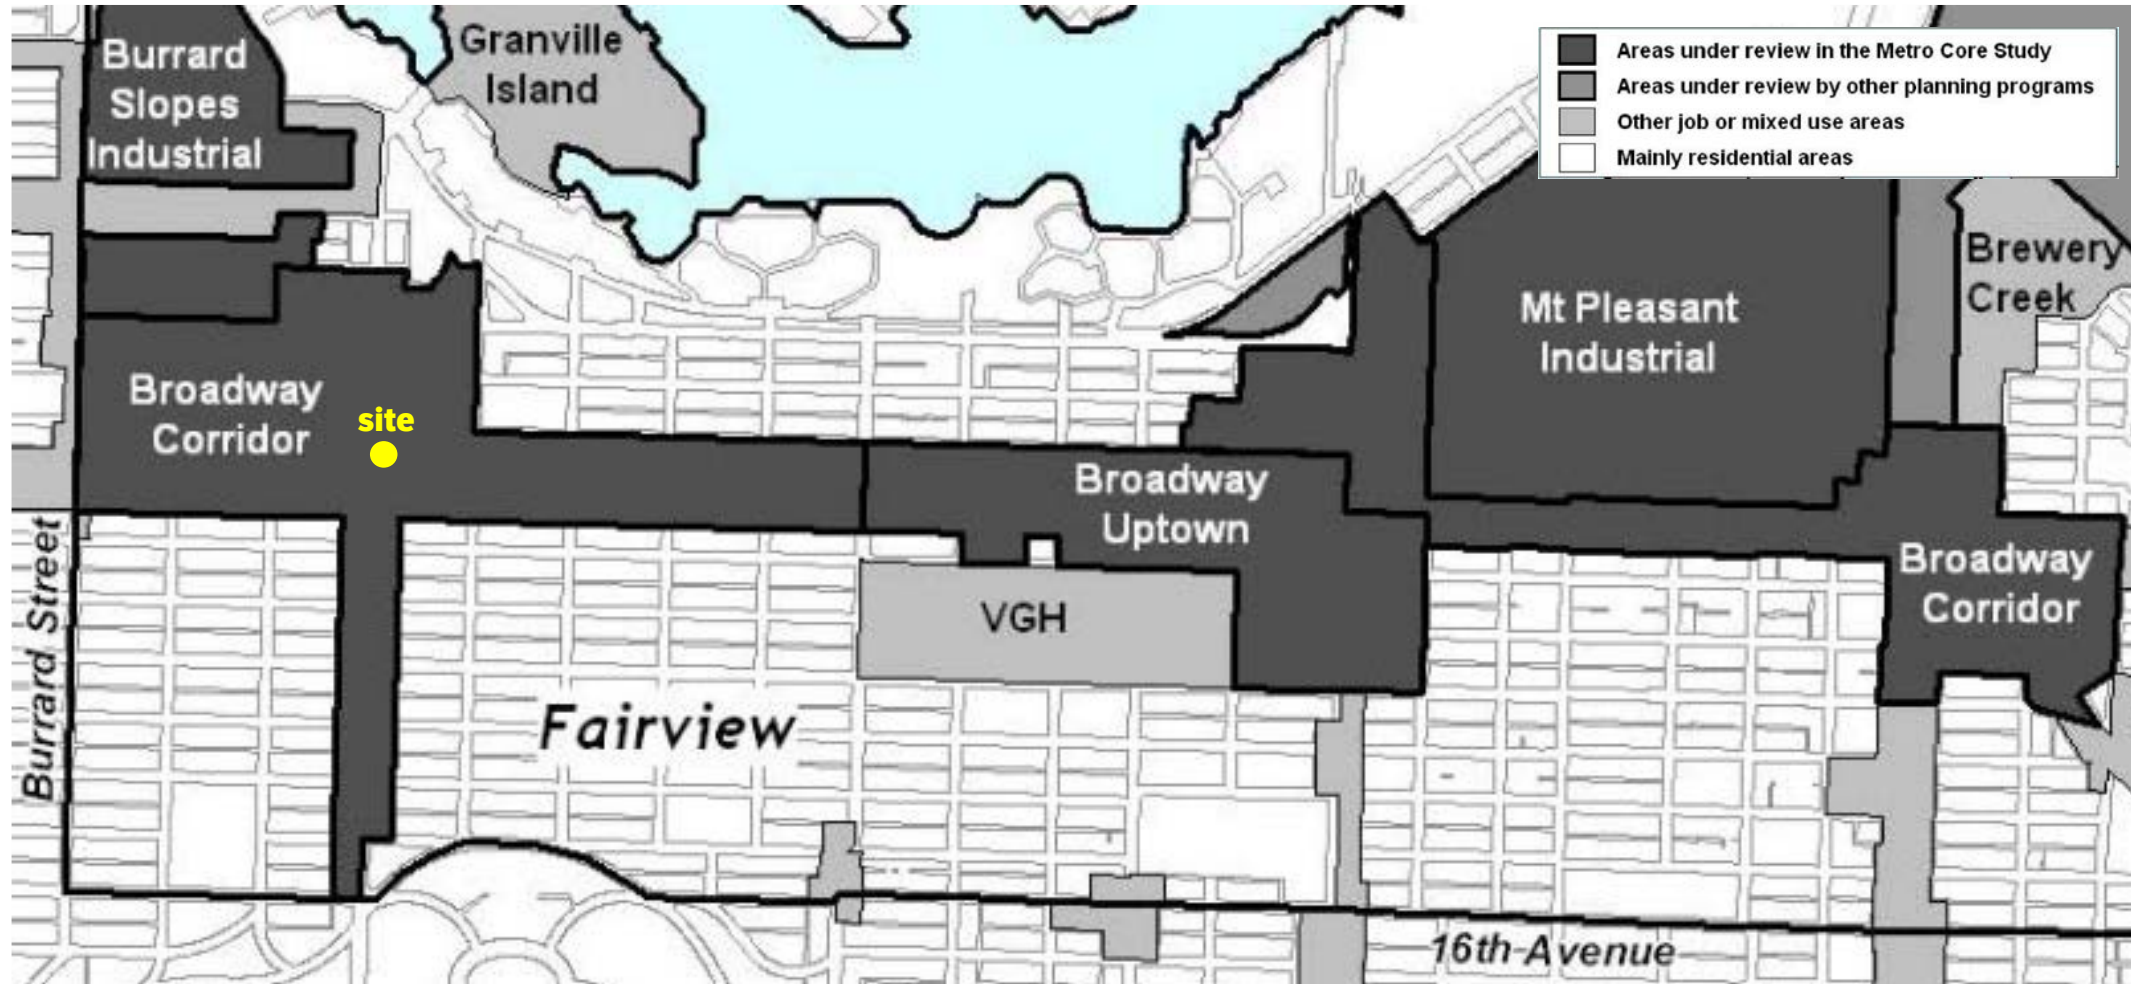 Burrard
Slopes
Industrial
Granville
Island
Areas under review in the Metro Core Study
Areas under review by other planning programs
Other job or mixed use areas
Mainly residential areas
Brewery
Creek
Mt Pleasant
Industrial
Broadway
Corridor
site
Broadway
Uptown
Broadway
Corridor
VGH
Burrard Street
Fairview
16th Avenue